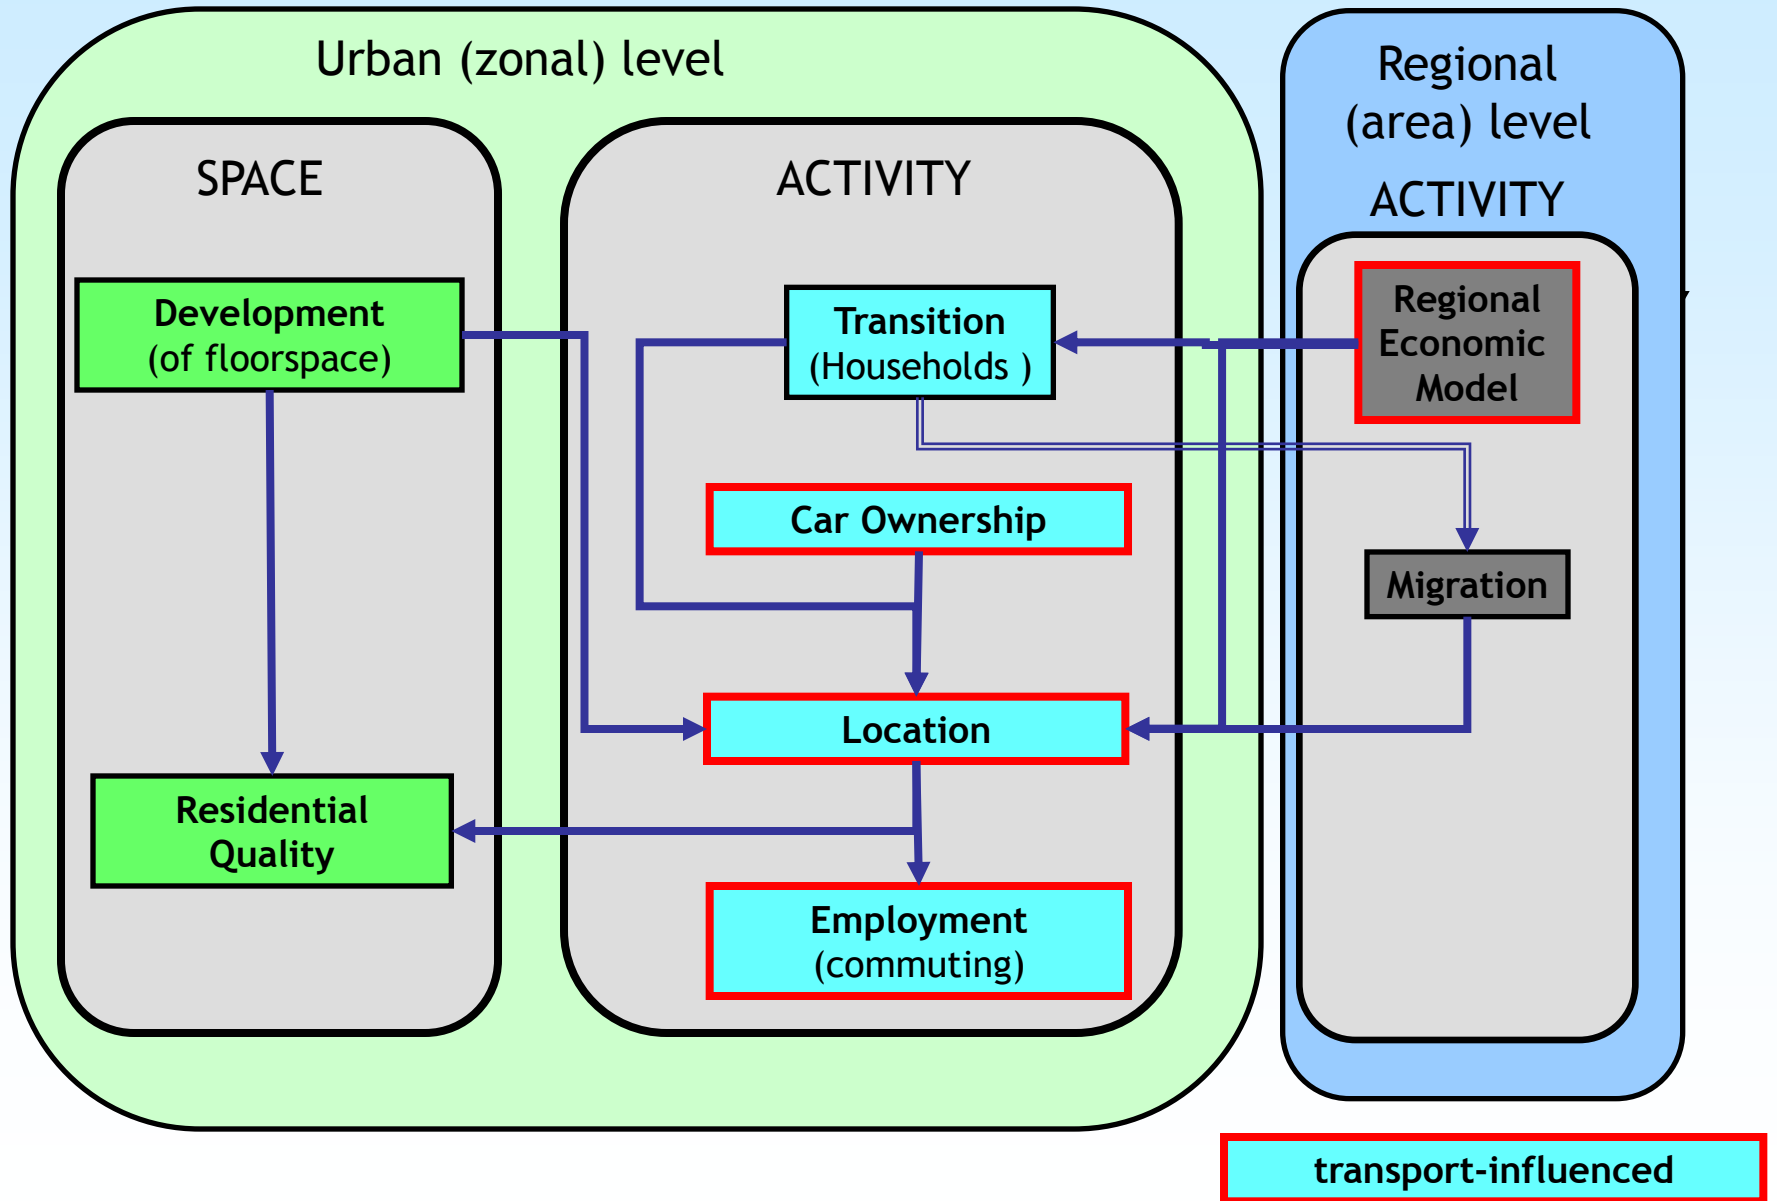 Urban (zonal) level
Regional
(area) level
SPACE
ACTIVITY
ACTIVITY
Development
(of floorspace)
Transition
(Households )
Regional
Economic
Model
Car Ownership
Migration
Location
Residential
Quality
Employment
(commuting)
transport-influenced